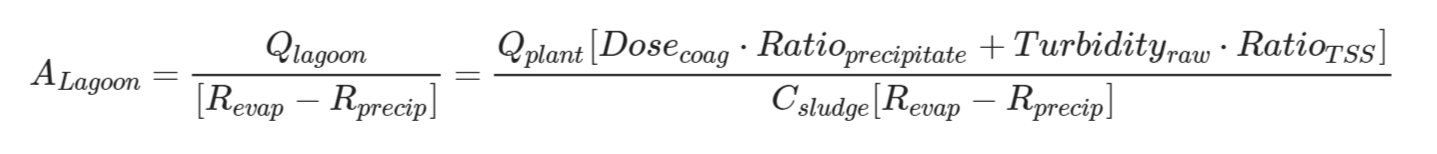 A_{Lagoon} = \frac{Q_{lagoon}}{[R_{evap} - R_{precip}]} = \frac{Q_{plant}[Dose_{coag} \cdot Ratio_{precipitate} + Turbidity_{raw} \cdot Ratio_{TSS}]}{C_{sludge}[R_{evap} - R_{precip}]}